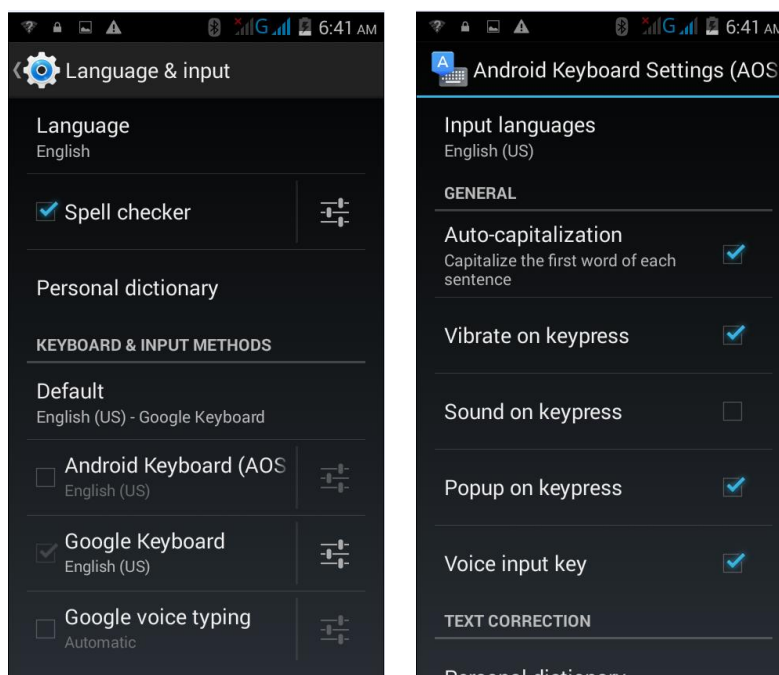 G 6:41 AM
Language & input
Language
English
Spell checker
Personal dictionary
KEYBOARD & INPUT METHODS
Default
English (US) - Google Keyboard
Android Keyboard (AOS
English (US)
Google Keyboard
English (US)
Google voice typing
Automatic
G 6:41 AM
Android Keyboard Settings (AOS
Input languages
English (US)
GENERAL
Auto-capitalization
Capitalize the first word of each
sentence
Vibrate on keypress
Sound on keypress
Popup on keypress
Voice input key
TEXT CORRECTION
Personal dictionary